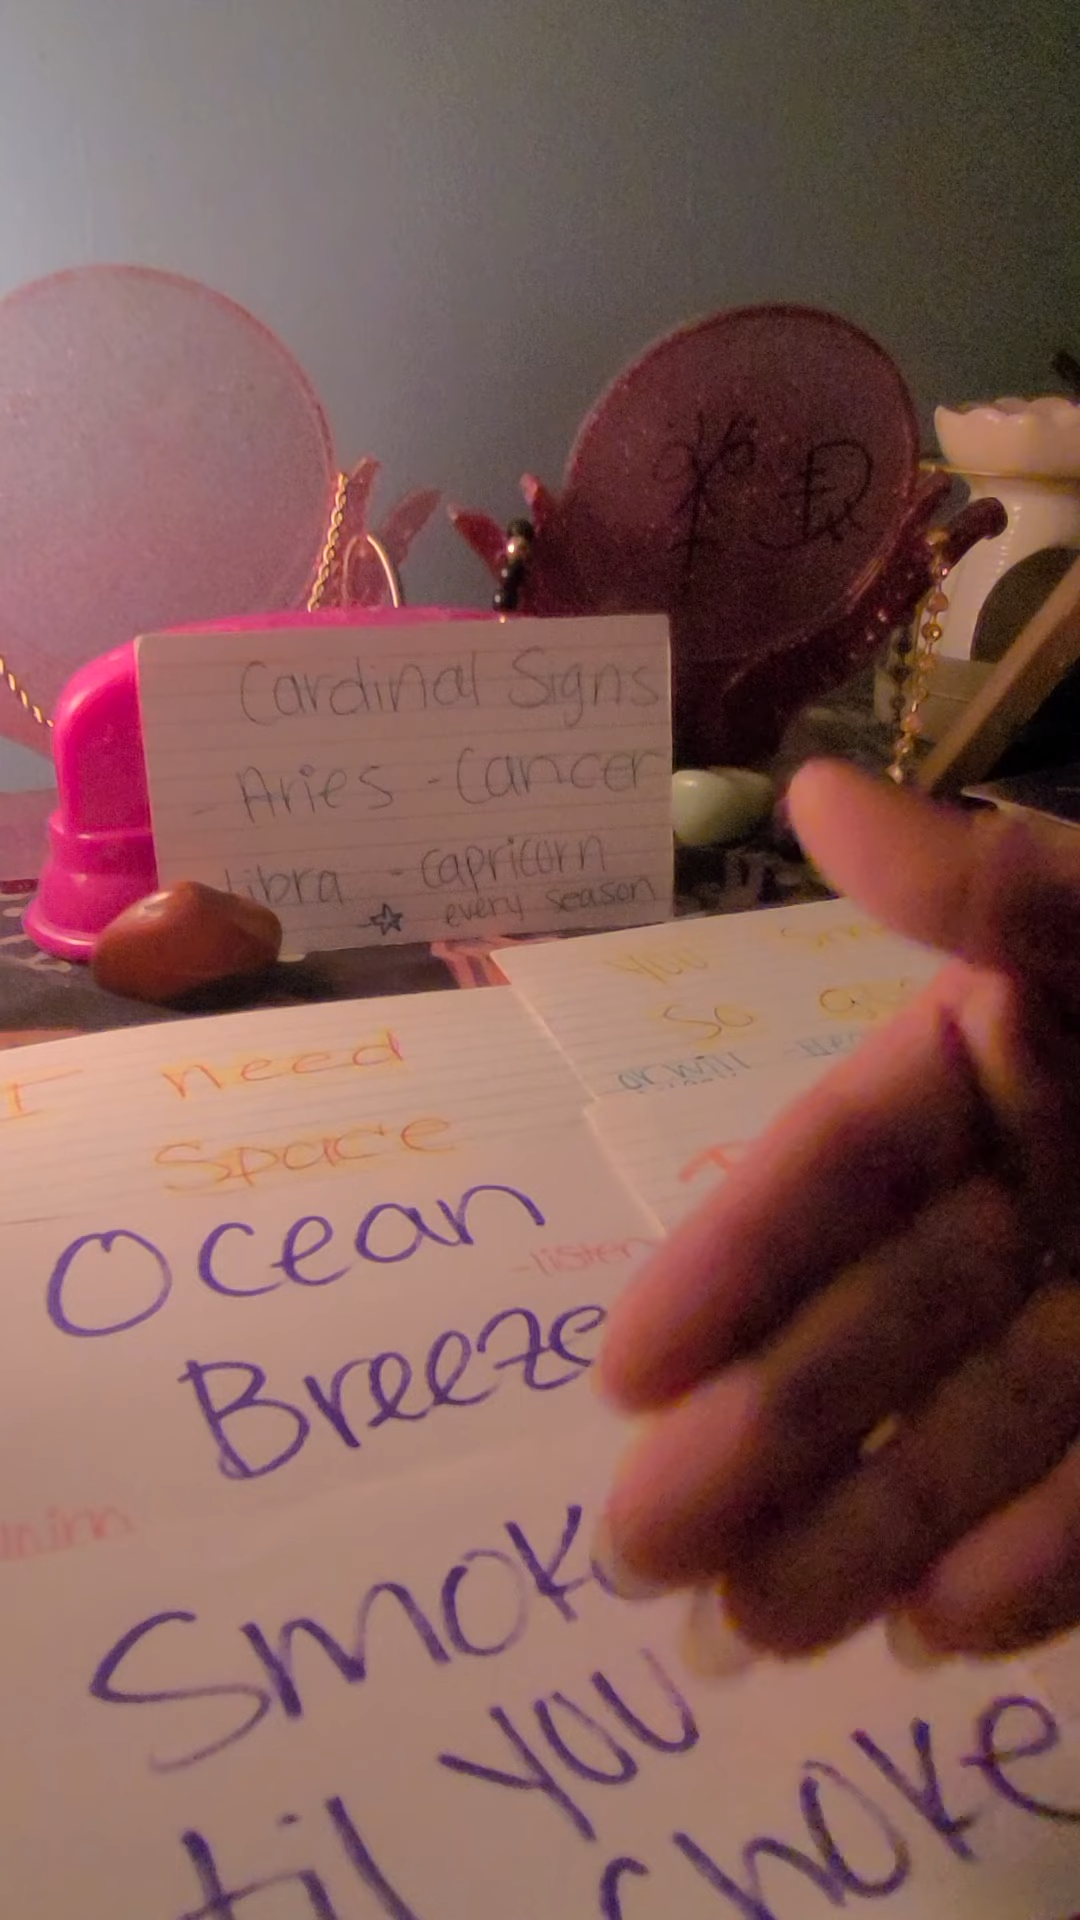 Cardinal Signs
- Aries - Cancer
Libra - Capricorn
☆ every season
you
so
or will
I need
space
- listen
Ocean
Breeze
Smoke
you
til choke